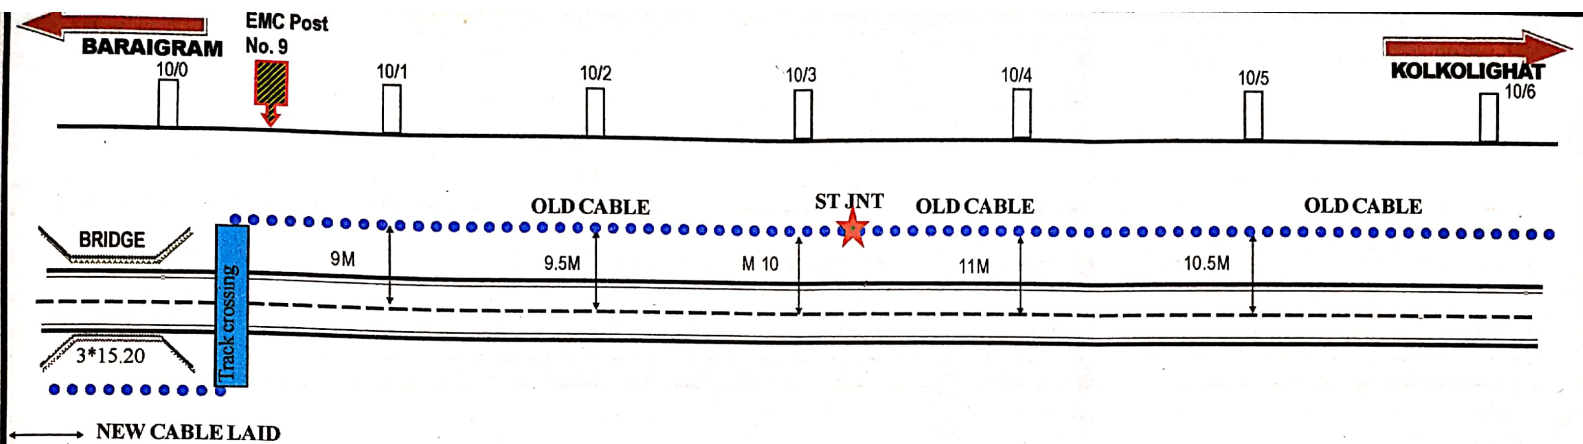 BARAIGRAM
EMC Post
No. 9
KOLKOLIGHAT
10/0
10/1
10/2
10/3
10/4
10/5
10/6
OLD CABLE
ST JNT
OLD CABLE
OLD CABLE
BRIDGE
9M
9.5M
M 10
11M
10.5M
Track crossing
3*15.20
NEW CABLE LAID